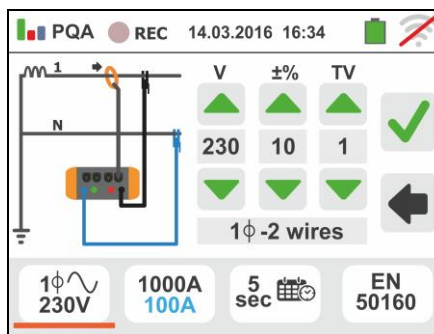 PQA REC 14.03.2016 16:34
1 V ±% TV
N 230 10 1
1ϕ-2 wires
1ϕ 1000A 5 EN
230V 100A sec 50160